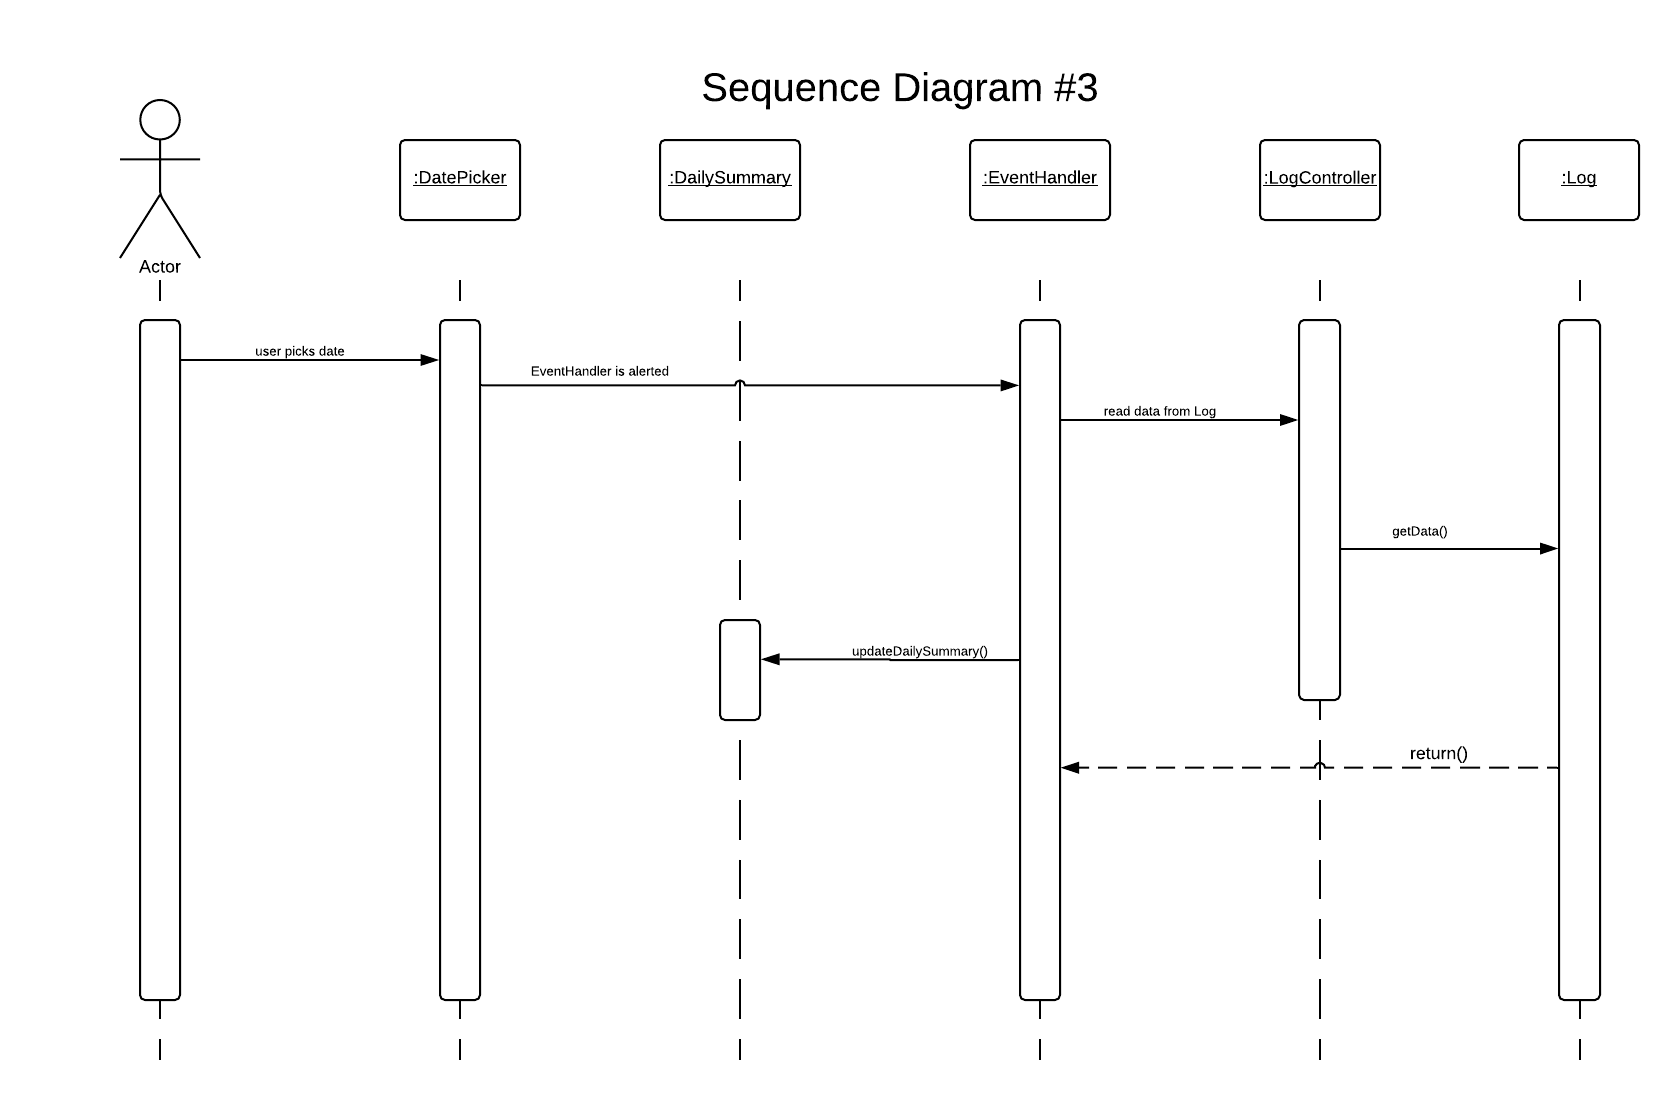 Sequence Diagram #3
:DatePicker
:DailySummary
:EventHandler
:LogController
:Log
Actor
user picks date
EventHandler is alerted
read data from Log
getData()
updateDailySummary()
return()